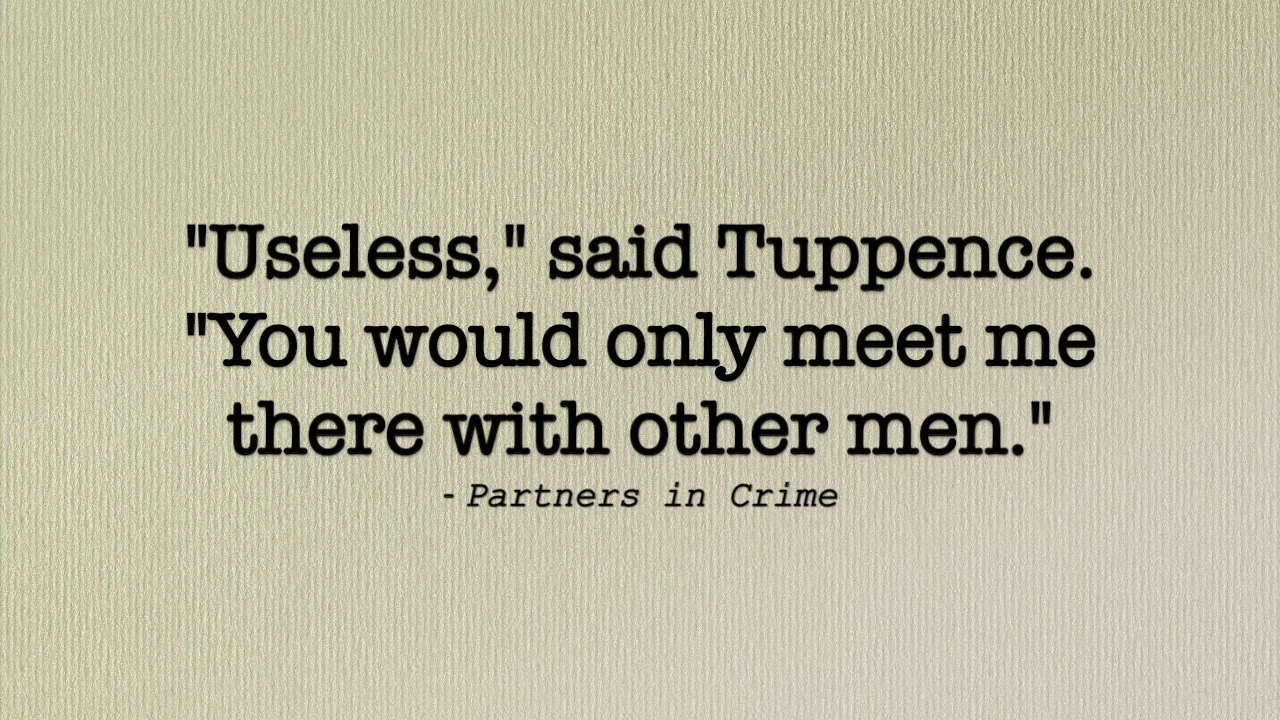 "Useless," said Tuppence.
"You would only meet me
there with other men."
- Partners in Crime